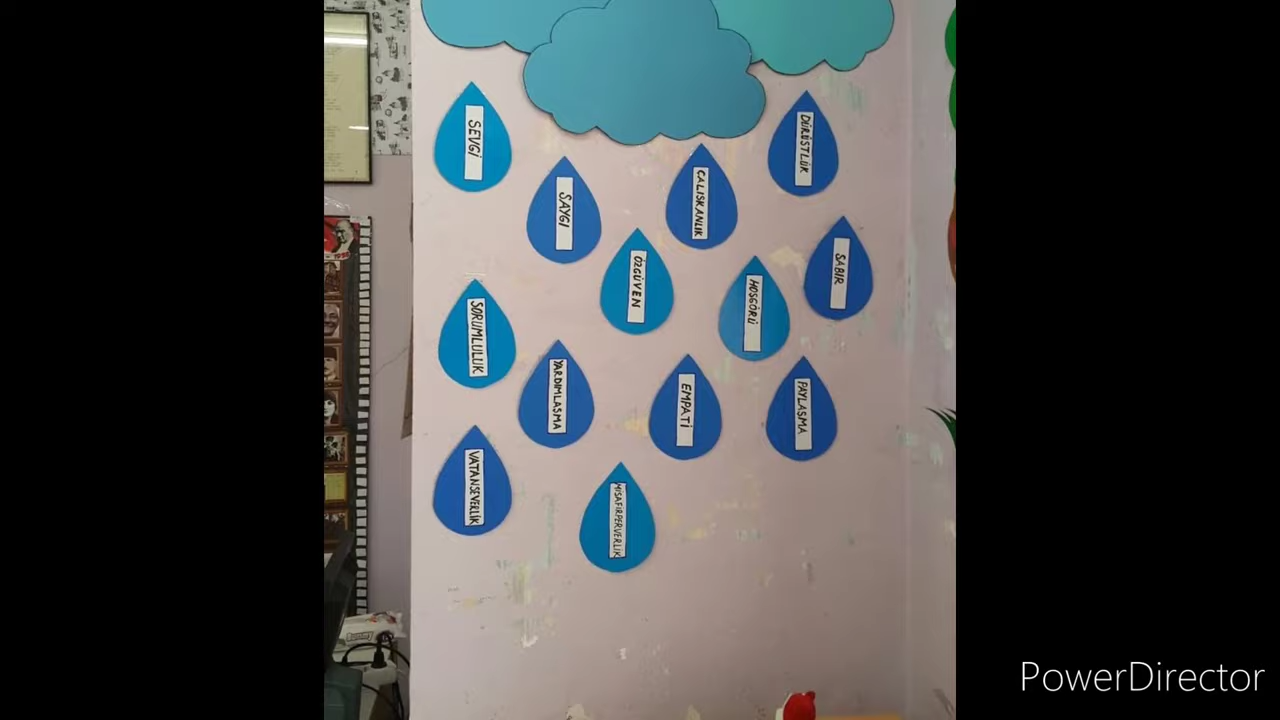 SEVGİ
DÜRÜSTLÜK
SAYGI
ÇALIŞKANLIK
ÖZGÜVEN
SABIR
HOŞGÖRÜ
SORUMLULUK
YARDIMLAŞMA
EMPATİ
PAYLAŞMA
VATANSEVERLİK
MİSAFİRPERVERLİK
PowerDirector